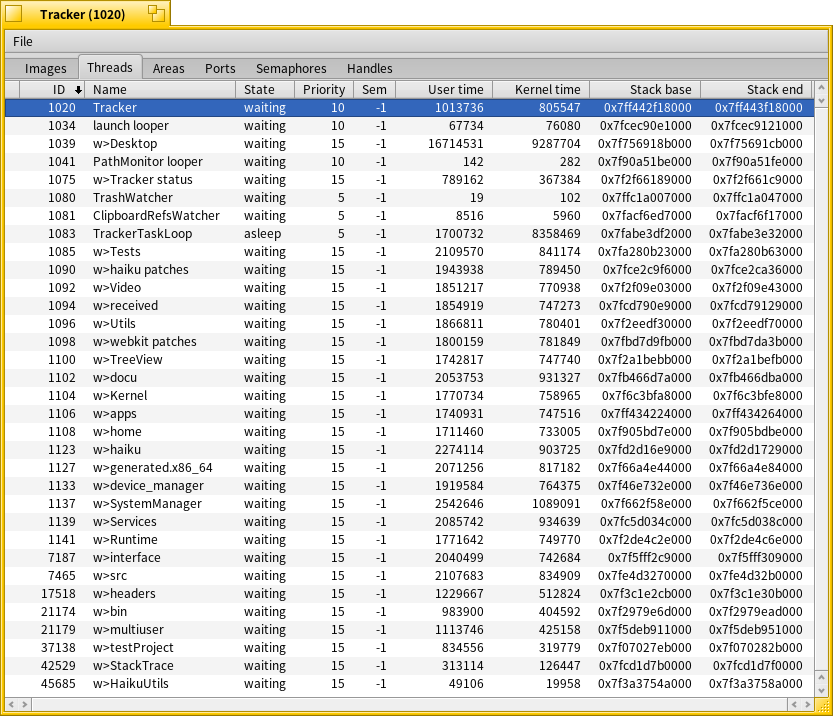 Tracker (1020)
File
Images Threads Areas Ports Semaphores Handles
ID Name State Priority Sem User time Kernel time Stack base Stack end
1020 Tracker waiting 10 -1 1013736 805547 0x7ff442f18000 0x7ff443f18000
1034 launch looper waiting 10 -1 67734 76080 0x7fcec90e1000 0x7fcec9121000
1039 w>Desktop waiting 15 -1 16714531 9287704 0x7f756918b000 0x7f75691cb000
1041 PathMonitor looper waiting 10 -1 142 282 0x7f90a51be000 0x7f90a51fe000
1075 w>Tracker status waiting 15 -1 789162 367384 0x7f2f66189000 0x7f2f661c9000
1080 TrashWatcher waiting 5 -1 19 102 0x7ffc1a007000 0x7ffc1a047000
1081 ClipboardRefsWatcher waiting 5 -1 8516 5960 0x7facf6ed7000 0x7facf6f17000
1083 TrackerTaskLoop asleep 5 -1 1700732 8358469 0x7fabe3df2000 0x7fabe3e32000
1085 w>Tests waiting 15 -1 2109570 841174 0x7fa280b23000 0x7fa280b63000
1090 w>haiku patches waiting 15 -1 1943938 789450 0x7fce2c9f6000 0x7fce2ca36000
1092 w>Video waiting 15 -1 1851217 770938 0x7f2f09e03000 0x7f2f09e43000
1094 w>received waiting 15 -1 1854919 747273 0x7fcd790e9000 0x7fcd79129000
1096 w>Utils waiting 15 -1 1866811 780401 0x7f2eedf30000 0x7f2eedf70000
1098 w>webkit patches waiting 15 -1 1800159 781849 0x7fbd7d9fb000 0x7fbd7da3b000
1100 w>TreeView waiting 15 -1 1742817 747740 0x7f2a1bebb000 0x7f2a1befb000
1102 w>docu waiting 15 -1 2053753 931327 0x7fb466d7a000 0x7fb466dba000
1104 w>Kernel waiting 15 -1 1770734 758965 0x7f6c3bfa8000 0x7f6c3bfe8000
1106 w>apps waiting 15 -1 1740931 747516 0x7ff434224000 0x7ff434264000
1108 w>home waiting 15 -1 1711460 733005 0x7f905bd7e000 0x7f905bdbe000
1123 w>haiku waiting 15 -1 2274114 903725 0x7fd2d16e9000 0x7fd2d1729000
1127 w>generated.x86_64 waiting 15 -1 2071256 817182 0x7f66a4e44000 0x7f66a4e84000
1133 w>device_manager waiting 15 -1 1919584 764375 0x7f46e732e000 0x7f46e736e000
1137 w>SystemManager waiting 15 -1 2542646 1089091 0x7f662f58e000 0x7f662f5ce000
1139 w>Services waiting 15 -1 2085742 934639 0x7fc5d034c000 0x7fc5d038c000
1141 w>Runtime waiting 15 -1 1771642 749770 0x7f2de4c2e000 0x7f2de4c6e000
7187 w>interface waiting 15 -1 2040499 742684 0x7f5fff2c9000 0x7f5fff309000
7465 w>src waiting 15 -1 2107683 834909 0x7fe4d3270000 0x7fe4d32b0000
17518 w>headers waiting 15 -1 1229667 512824 0x7f3c1e2cb000 0x7f3c1e30b000
21174 w>bin waiting 15 -1 983900 404592 0x7f2979e6d000 0x7f2979ead000
21179 w>multiuser waiting 15 -1 1113746 425158 0x7f5deb911000 0x7f5deb951000
37138 w>testProject waiting 15 -1 834556 319779 0x7f07027eb000 0x7f070282b000
42529 w>StackTrace waiting 15 -1 313114 126447 0x7fcd1d7b0000 0x7fcd1d7f0000
45685 w>HaikuUtils waiting 15 -1 49106 19958 0x7f3a3754a000 0x7f3a3758a000